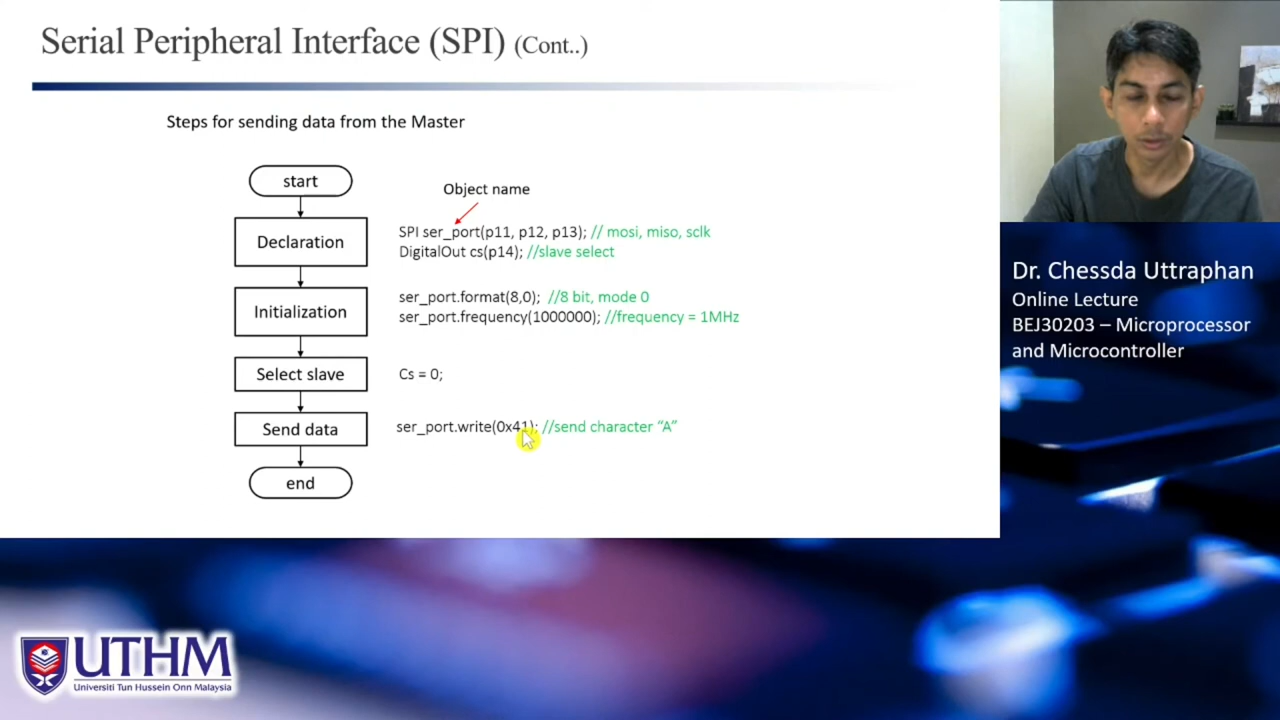 Serial Peripheral Interface (SPI) (Cont..)
Steps for sending data from the Master
start
Object name
Declaration
SPI ser_port(p11, p12, p13); // mosi, miso, sclk
DigitalOut cs(p14); //slave select
Initialization
ser_port.format(8,0); //8 bit, mode 0
ser_port.frequency(1000000); //frequency = 1MHz
Select slave
Cs = 0;
Send data
ser_port.write(0x41); //send character “A”
end
Dr. Chessda Uttraphan
Online Lecture
BEJ30203 – Microprocessor
and Microcontroller
UTHM
Universiti Tun Hussein Onn Malaysia